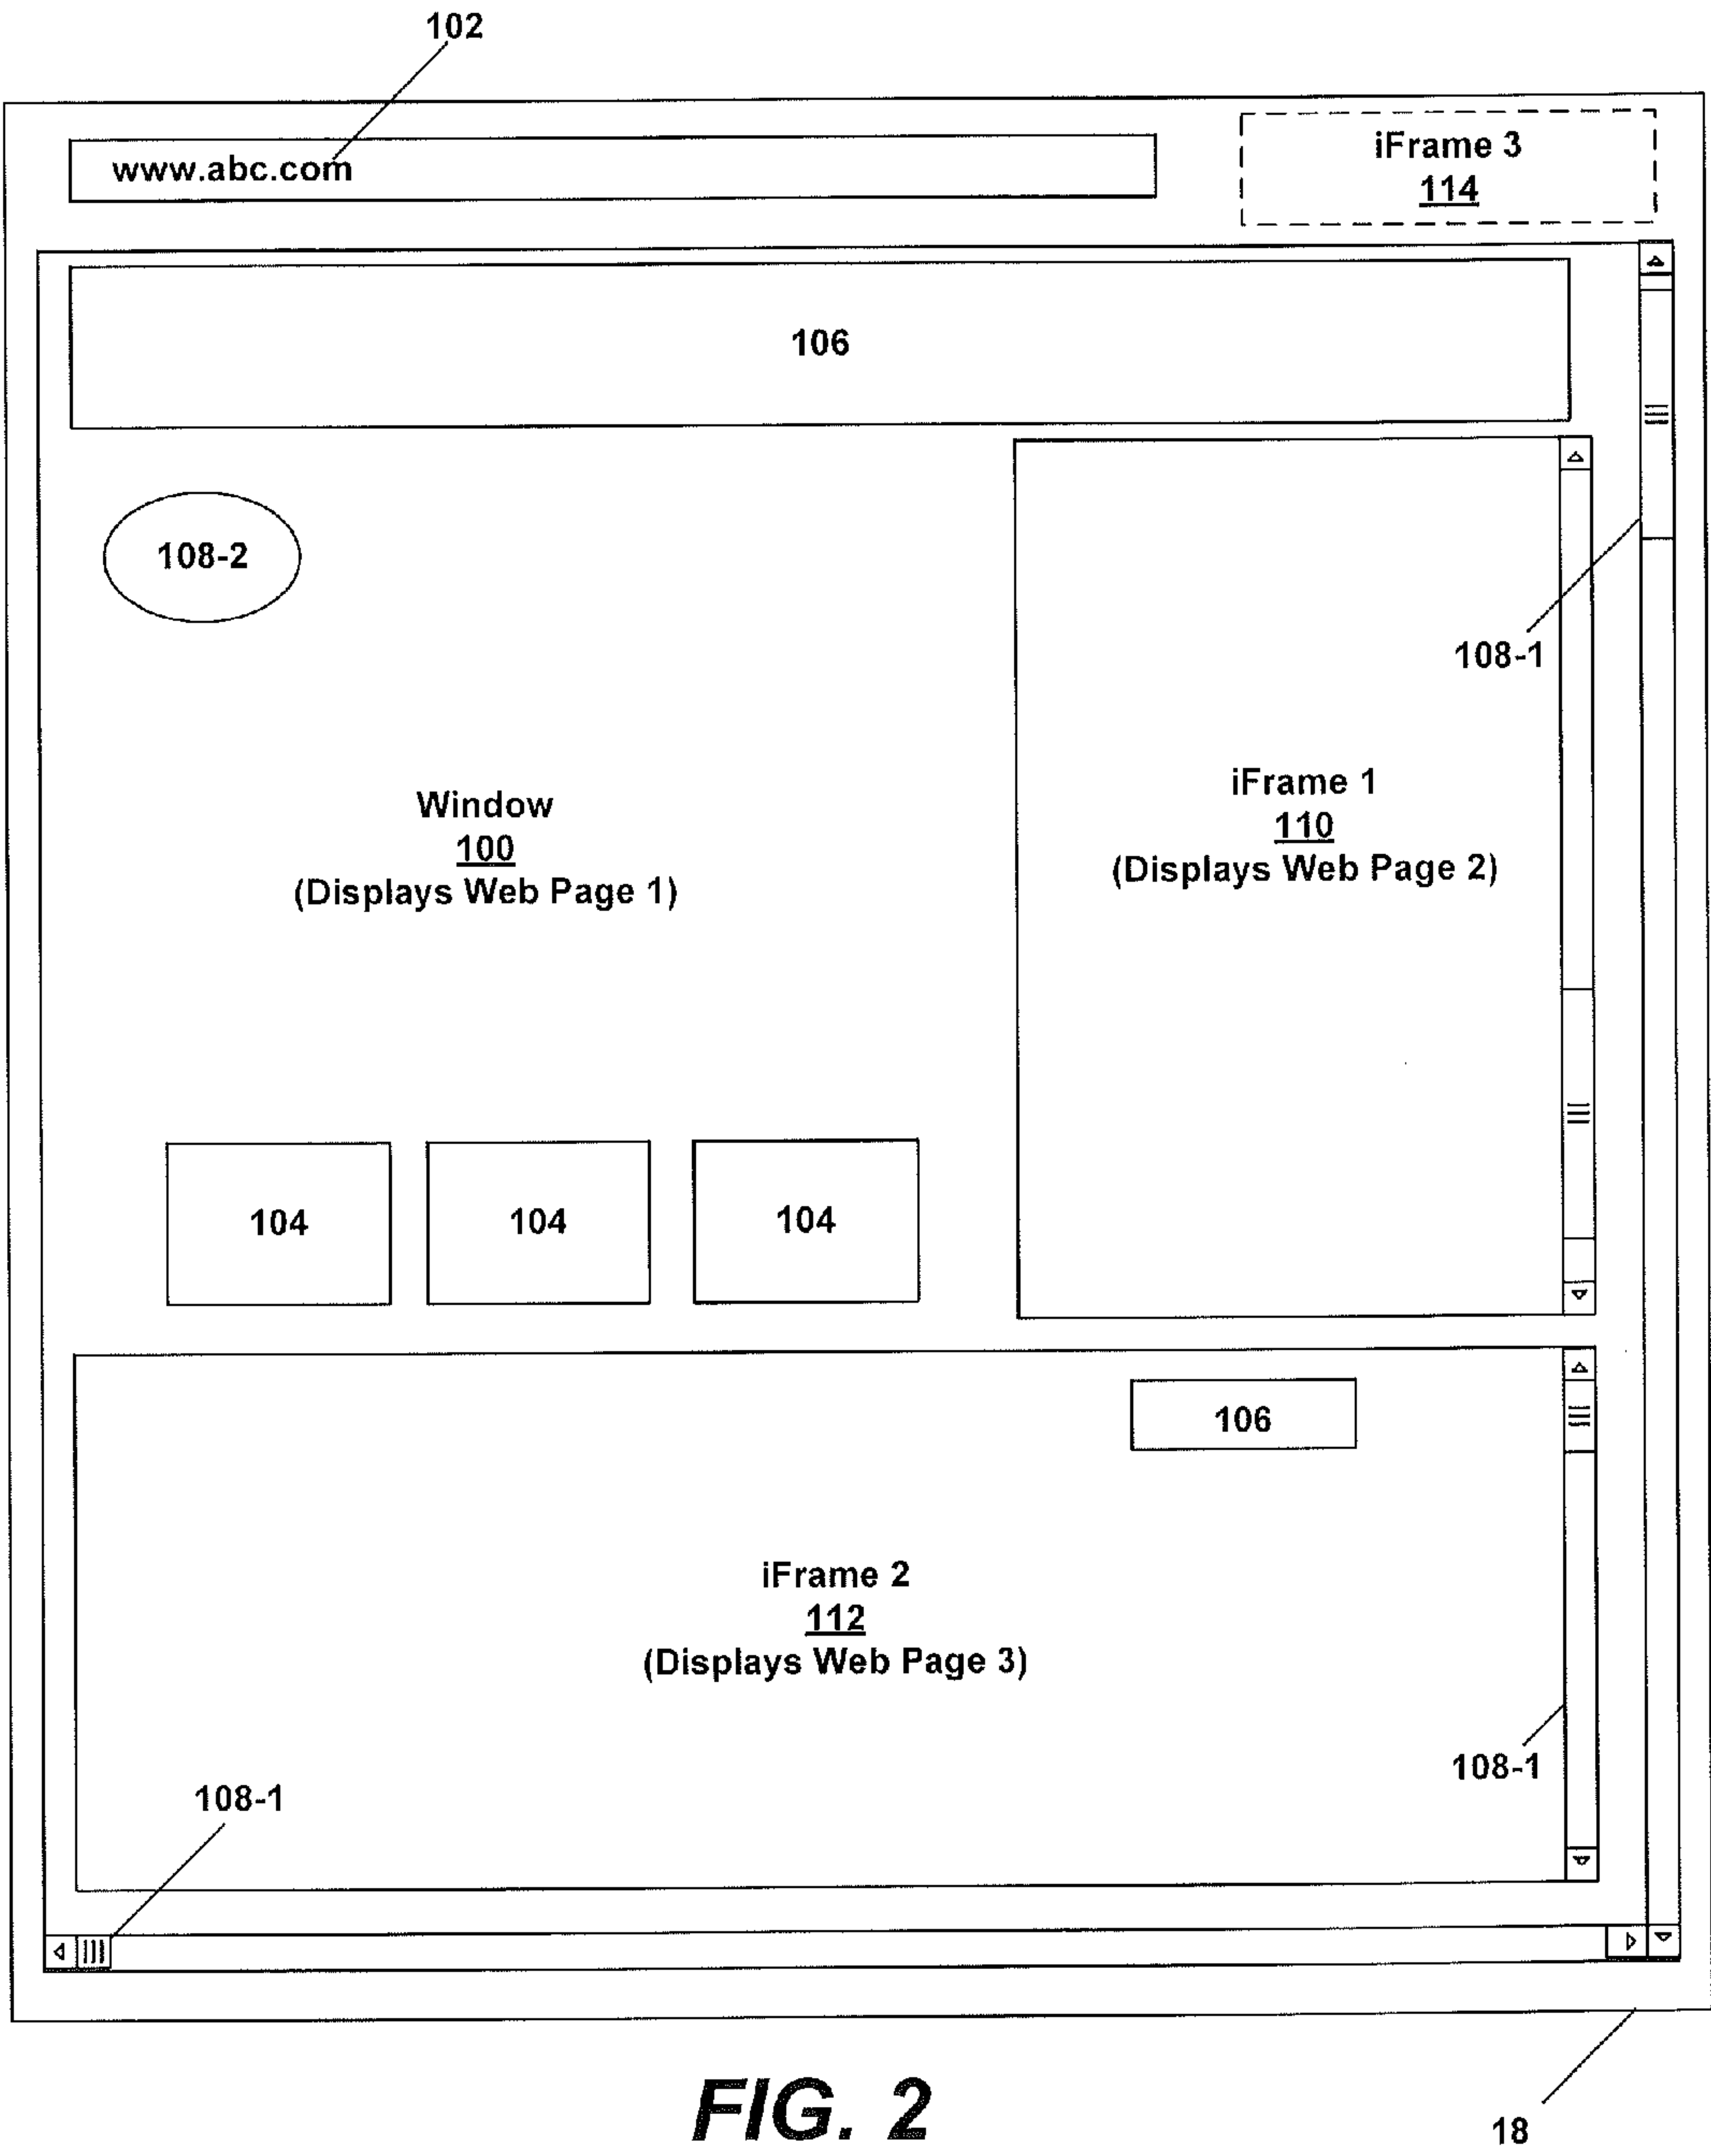 102
www.abc.com
iFrame 3
114
106
108-2
108-1
Window
100
(Displays Web Page 1)
iFrame 1
110
(Displays Web Page 2)
104 104 104
106
iFrame 2
112
(Displays Web Page 3)
108-1
108-1
FIG. 2
18